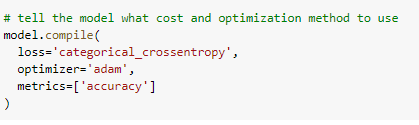 # tell the model what cost and optimization method to use
model.compile(
  loss='categorical_crossentropy',
  optimizer='adam',
  metrics=['accuracy']
)